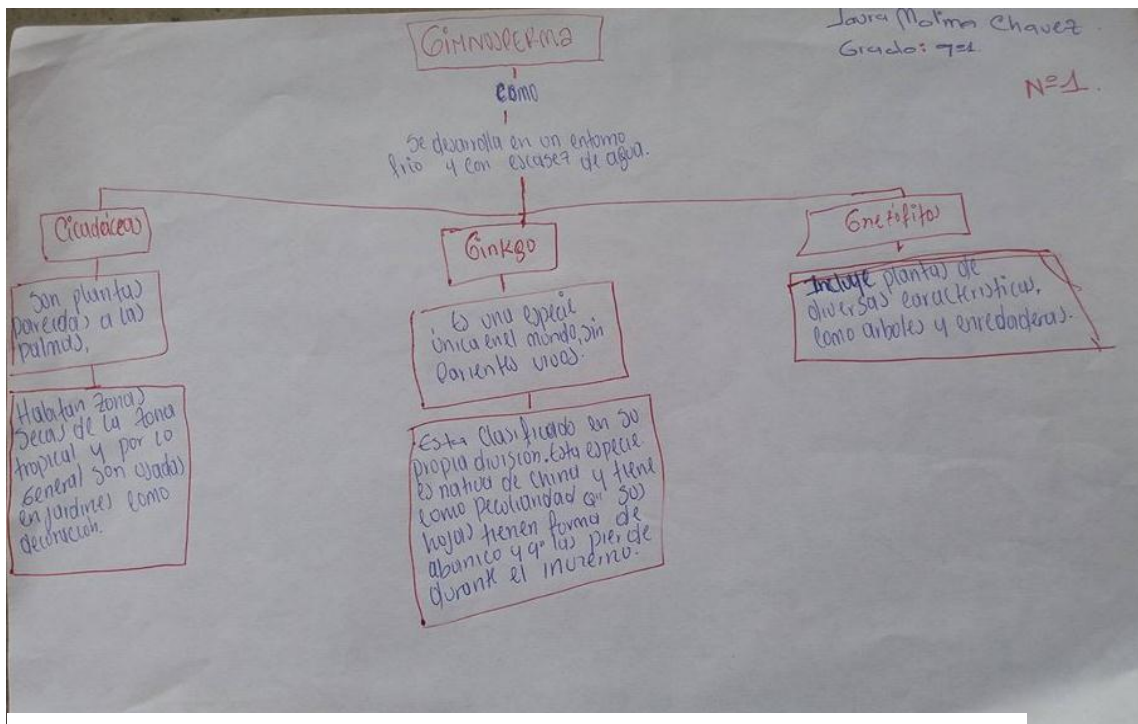 GiMNOSPERMa
Molina Chavez
Grado: 7=1
Nº1.
COMO
Se desarrolla en un entorno
frio y con escasez de agua.
Cicadáceas
Son plantas
parecidas a las
palmas,
Habitan zonas
secas de la zona
tropical y por lo
general son usadas
en jardines como
decoración.
Ginkgo
Es una especie
única en el mundo, sin
parientes vivos.
Esta clasificado en su
propia división. Esta especie
es nativa de China y tiene
como peculiaridad qu sus
hojas tienen forma de
abanico y q' las pierde
durante el invierno.
Gnetófitos
Incluye plantas de
diversas características,
como arboles y enredaderas.